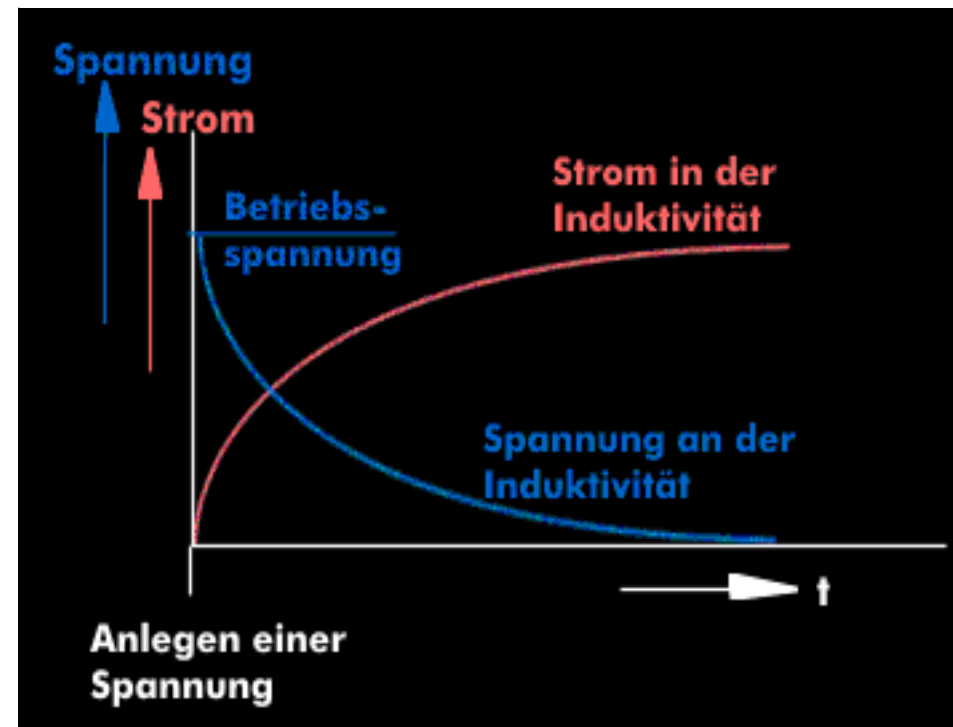 Spannung
Strom
Betriebs-
spannung
Strom in der
Induktivität
Spannung an der
Induktivität
t
Anlegen einer
Spannung